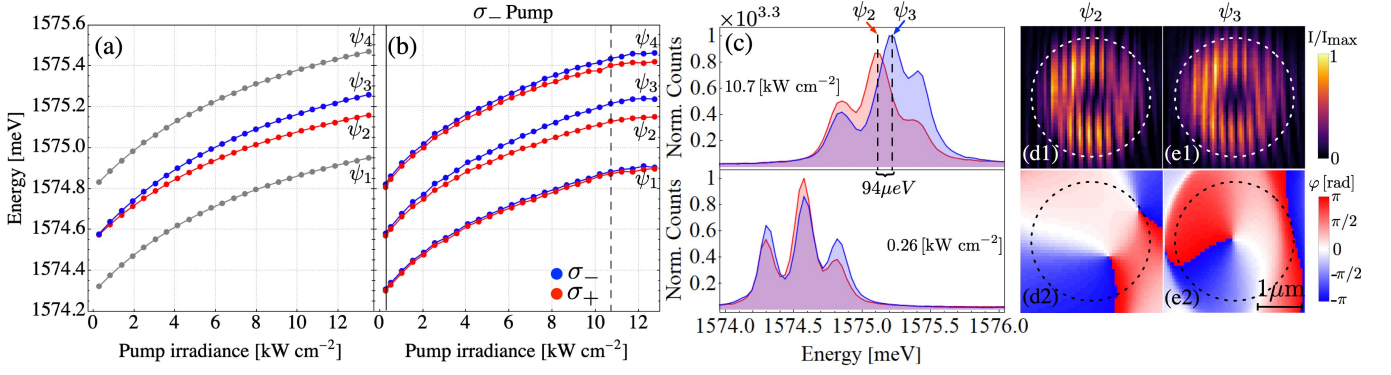 σ₋ Pump
(a)
ψ₄
ψ₃
ψ₂
ψ₁
1575.6
1575.4
1575.2
1575.0
1574.8
1574.6
1574.4
1574.2
Energy [meV]
0 2 4 6 8 10 12
Pump irradiance [kW cm⁻²]
(b)
ψ₄
ψ₃
ψ₂
ψ₁
σ₋
σ₊
0 2 4 6 8 10 12
Pump irradiance [kW cm⁻²]
×10^3.3
(c)
ψ₂ ψ₃
10.7 [kW cm⁻²]
1
0.8
0.6
0.4
0.2
Norm. Counts
94μeV
0.26 [kW cm⁻²]
1
0.8
0.6
0.4
0.2
Norm. Counts
1574.0 1574.5 1575.0 1575.5 1576.0
Energy [meV]
ψ₂ ψ₃
(d1) (e1)
I/Imax
1
0
(d2) (e2)
1 μm
φ [rad]
π
π/2
0
-π/2
-π